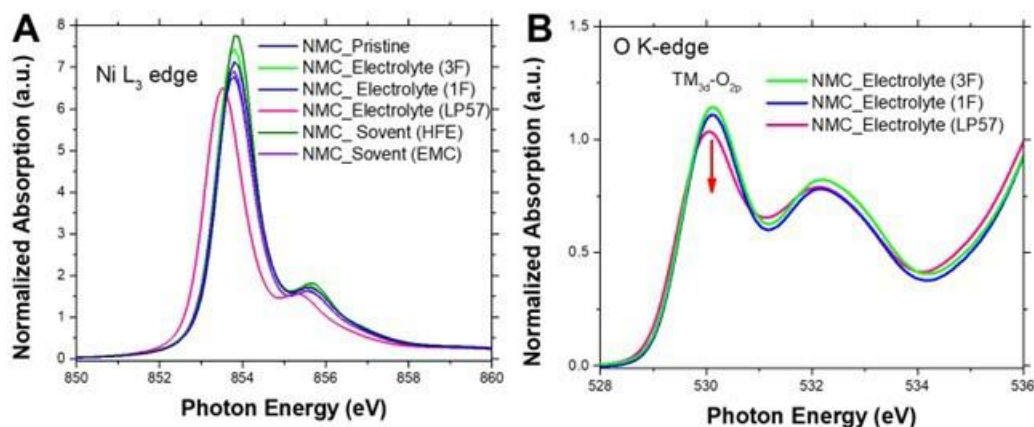 A
Ni L3 edge
NMC_Pristine
NMC_Electrolyte (3F)
NMC_ Electrolyte (1F)
NMC_Electrolyte (LP57)
NMC_ Sovent (HFE)
NMC_Sovent (EMC)
Normalized Absorption (a.u.)
8
7
6
5
4
3
2
1
0
850 852 854 856 858 860
Photon Energy (eV)
B
O K-edge
TM3d-O2p
NMC_Electrolyte (3F)
NMC_Electrolyte (1F)
NMC_Electrolyte (LP57)
Normalized Absorption (a.u.)
1.5
1.0
0.5
0.0
528 530 532 534 536
Photon Energy (eV)